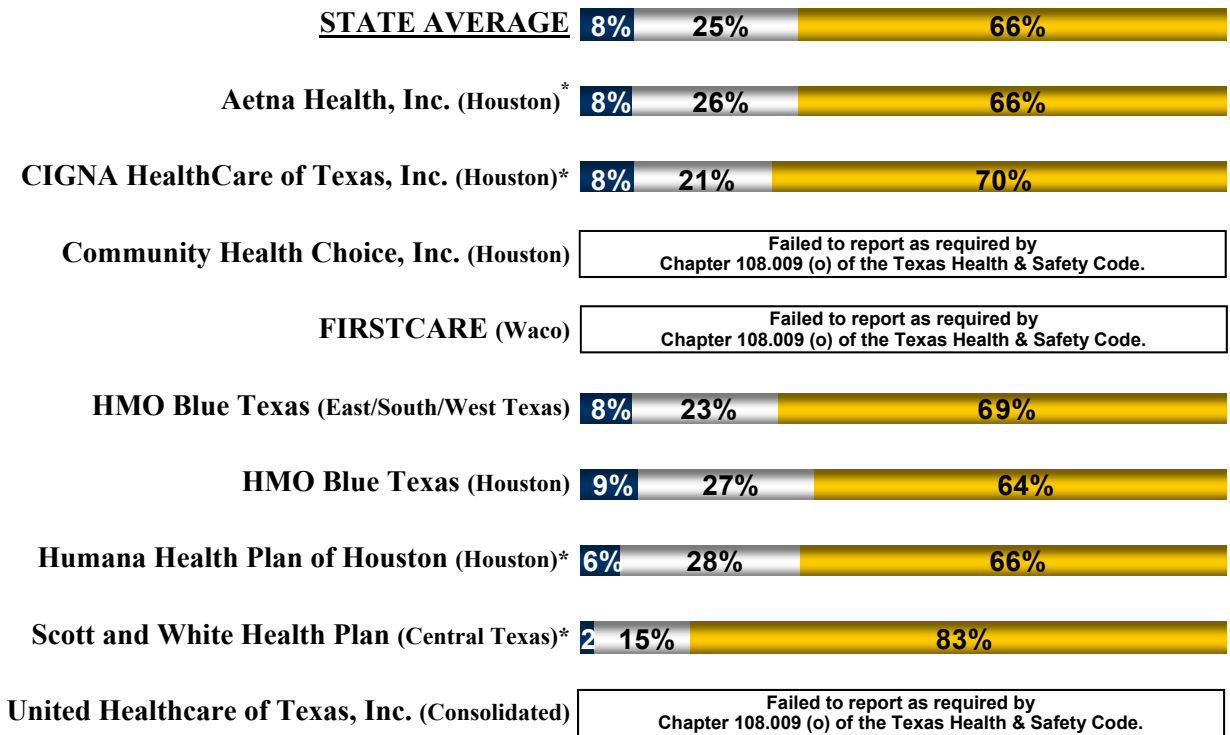 STATE AVERAGE 8% 25% 66%
Aetna Health, Inc. (Houston)* 8% 26% 66%
CIGNA HealthCare of Texas, Inc. (Houston)* 8% 21% 70%
Community Health Choice, Inc. (Houston)
Failed to report as required by
Chapter 108.009 (o) of the Texas Health & Safety Code.
FIRSTCARE (Waco)
Failed to report as required by
Chapter 108.009 (o) of the Texas Health & Safety Code.
HMO Blue Texas (East/South/West Texas) 8% 23% 69%
HMO Blue Texas (Houston) 9% 27% 64%
Humana Health Plan of Houston (Houston)* 6% 28% 66%
Scott and White Health Plan (Central Texas)* 2 15% 83%
United Healthcare of Texas, Inc. (Consolidated)
Failed to report as required by
Chapter 108.009 (o) of the Texas Health & Safety Code.